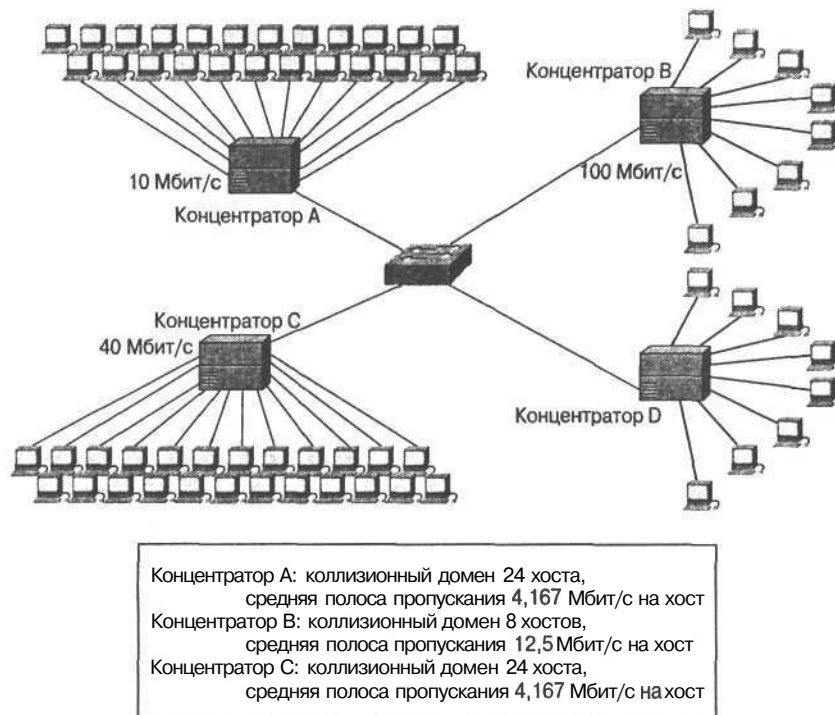 Концентратор B
10 Мбит/с
100 Мбит/с
Концентратор A
Концентратор C
40 Мбит/с
Концентратор D
Концентратор A: коллизионный домен 24 хоста,
средняя полоса пропускания 4,167 Мбит/с на хост
Концентратор B: коллизионный домен 8 хостов,
средняя полоса пропускания 12,5 Мбит/с на хост
Концентратор C: коллизионный домен 24 хоста,
средняя полоса пропускания 4,167 Мбит/с на хост